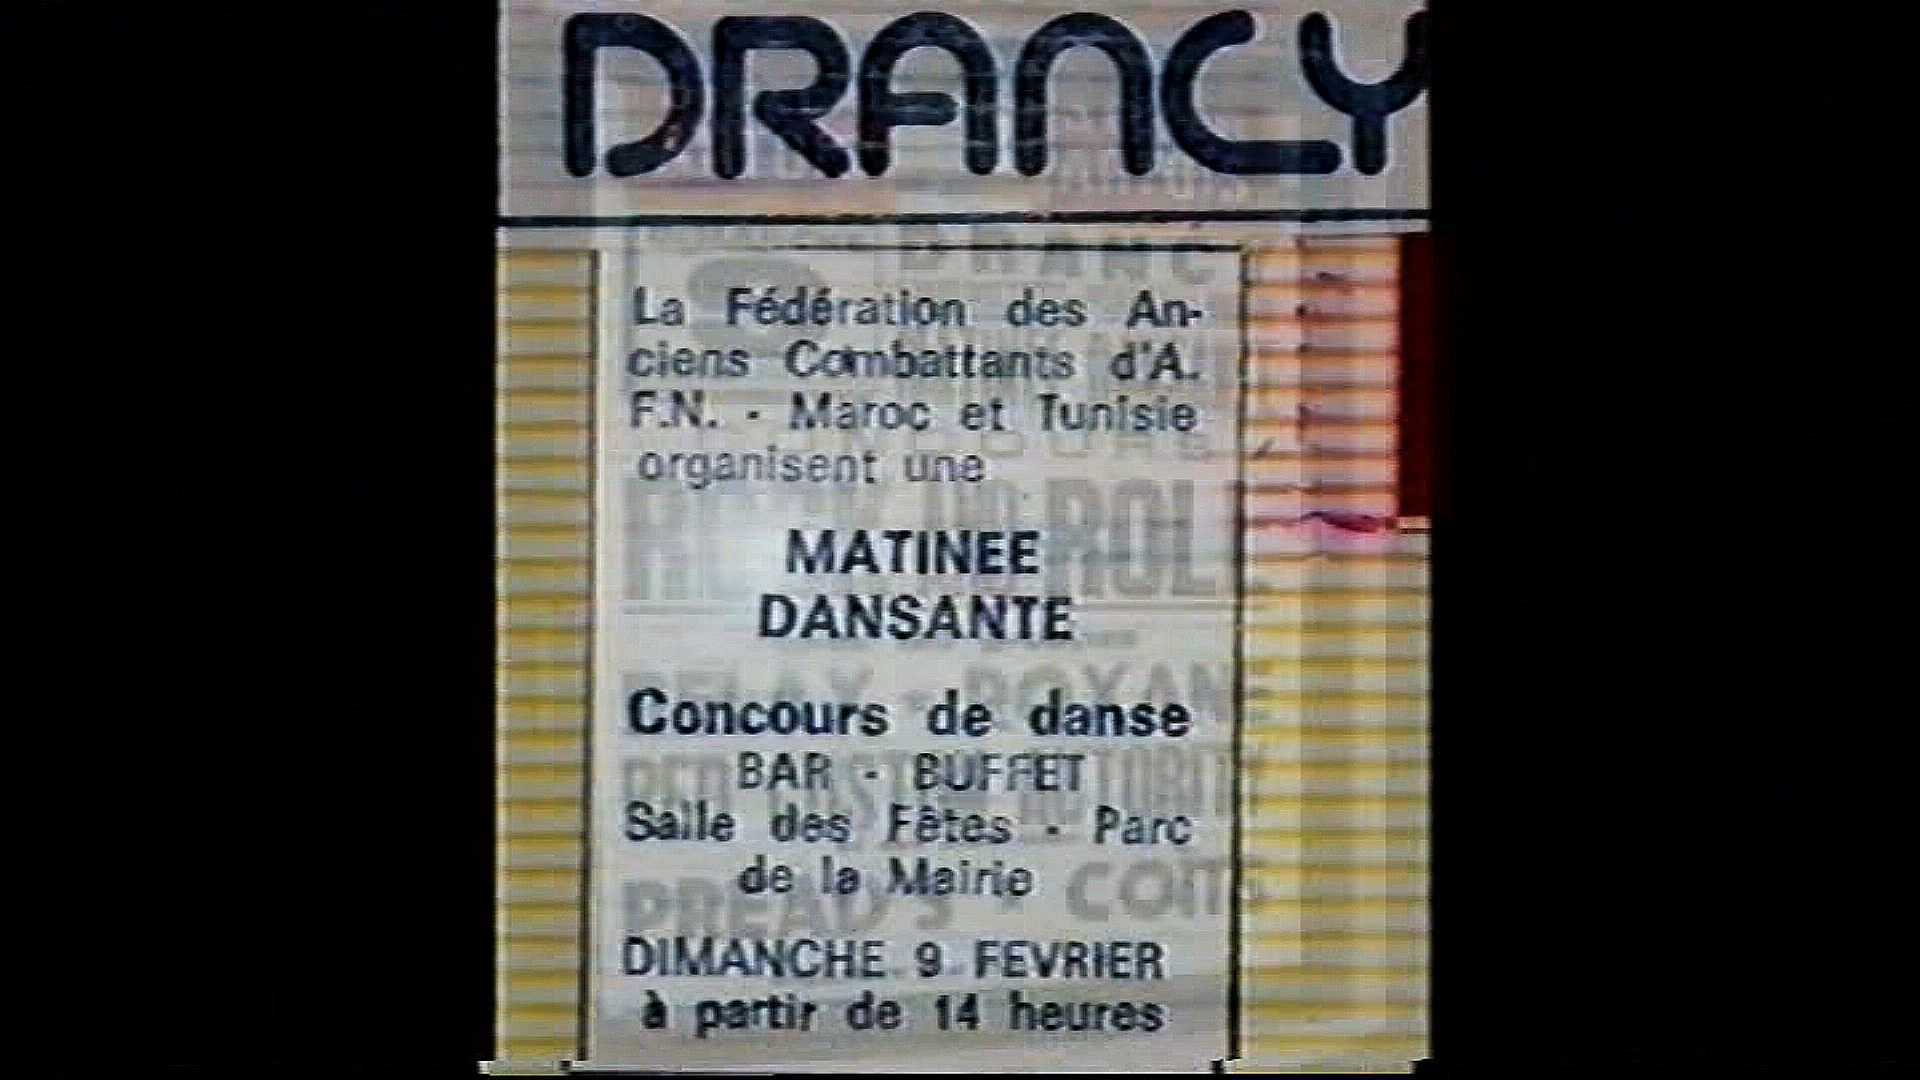 DRANCY
La Fédération des An-
ciens Combattants d'A.
F.N. - Maroc et Tunisie
organisent une
MATINEE
DANSANTE
Concours de danse
BAR - BUFFET
Salle des Fêtes - Parc
de la Mairie
DIMANCHE 9 FEVRIER
à partir de 14 heures